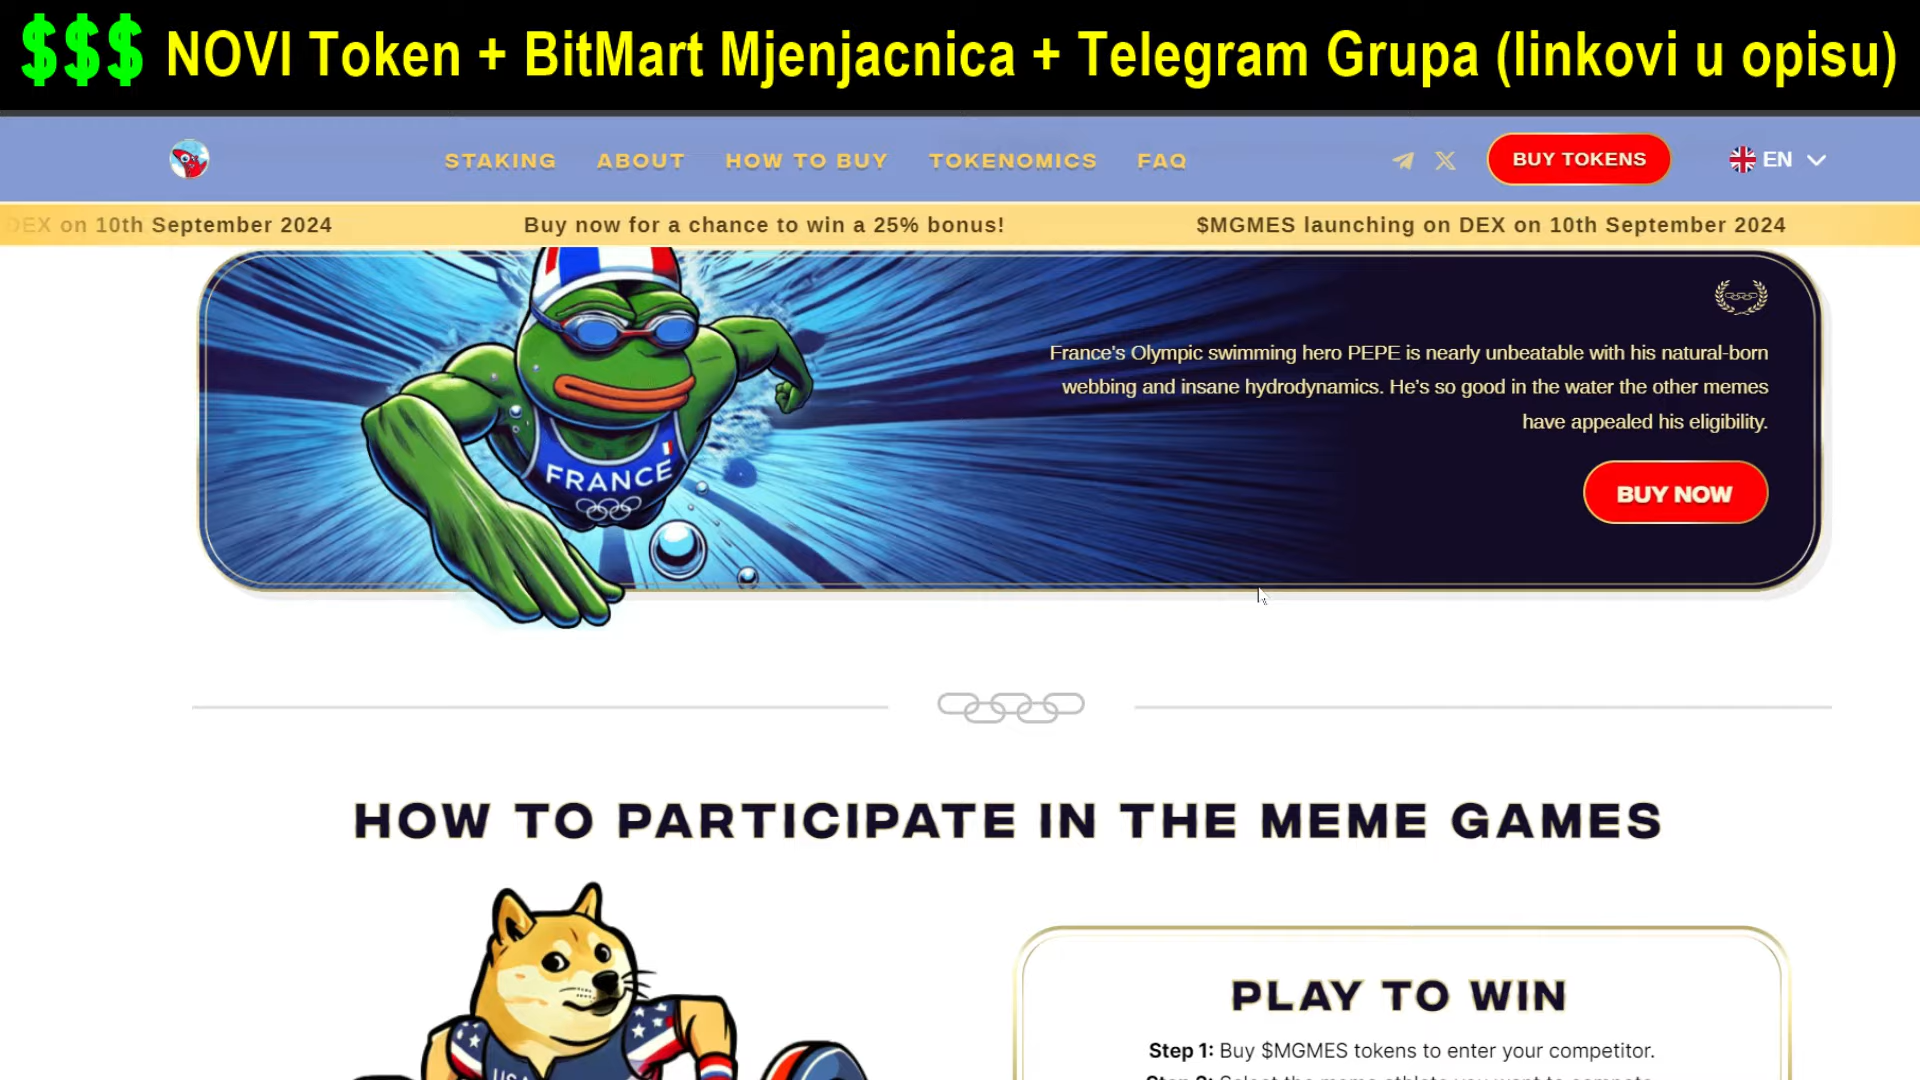 $$$ NOVI Token + BitMart Mjenjacnica + Telegram Grupa (linkovi u opisu)
STAKING ABOUT HOW TO BUY TOKENOMICS FAQ BUY TOKENS EN
DEX on 10th September 2024 Buy now for a chance to win a 25% bonus! $MGMES launching on DEX on 10th September 2024
France's Olympic swimming hero PEPE is nearly unbeatable with his natural-born
webbing and insane hydrodynamics. He's so good in the water the other memes
have appealed his eligibility.
FRANCE
BUY NOW
HOW TO PARTICIPATE IN THE MEME GAMES
PLAY TO WIN
Step 1: Buy $MGMES tokens to enter your competitor.
USA